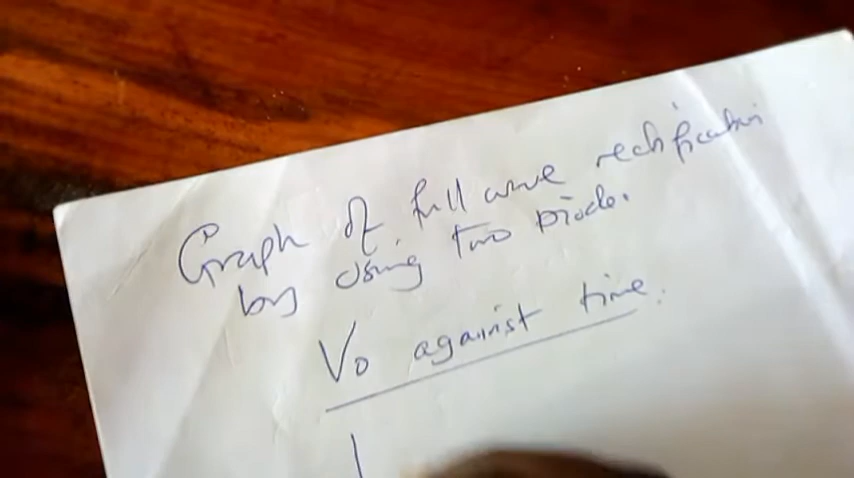 Graph of full wave rectification
by using two Diode.
Vo against time.